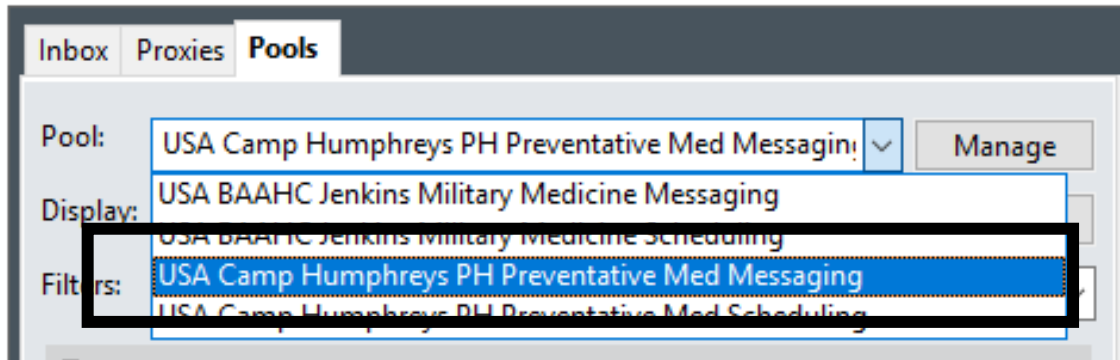 Inbox Proxies Pools
Pool: USA Camp Humphreys PH Preventative Med Messaging Manage
USA BAAHC Jenkins Military Medicine Messaging
Display:
USA BAAHC Jenkins Military Medicine Scheduling
Filters: USA Camp Humphreys PH Preventative Med Messaging
USA Camp Humphreys PH Preventative Med Scheduling